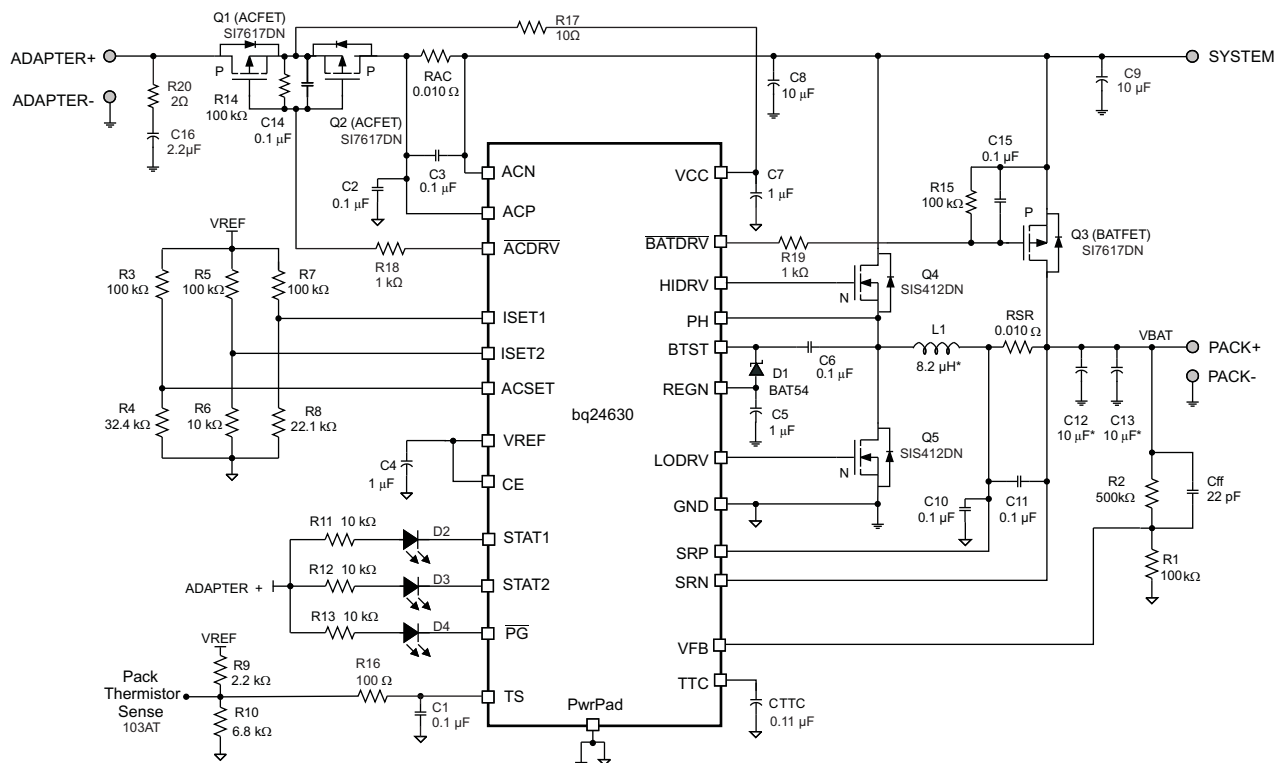 Q1 (ACFET)
SI7617DN
R17
10Ω
ADAPTER+
SYSTEM
P
P
RAC
0.010 Ω
R20
2Ω
C8
10 µF
C9
10 µF
ADAPTER-
R14
100 kΩ
C14
0.1 µF
Q2 (ACFET)
SI7617DN
C16
2.2µF
C15
0.1 µF
C3
0.1 µF
C2
0.1 µF
ACN
VCC
C7
1 µF
R15
100 kΩ
P
ACP
VREF
ACDRV
BATDRV
Q3 (BATFET)
SI7617DN
R18
1 kΩ
R19
1 kΩ
R3
100 kΩ
R5
100 kΩ
R7
100 kΩ
HIDRV
Q4
SIS412DN
N
ISET1
PH
RSR
0.010 Ω
L1
8.2 µH*
VBAT
ISET2
BTST
PACK+
C6
0.1 µF
D1
BAT54
ACSET
REGN
PACK-
R4
32.4 kΩ
R6
10 kΩ
R8
22.1 kΩ
bq24630
C5
1 µF
C12
10 µF*
C13
10 µF*
VREF
Q5
SIS412DN
LODRV
N
C4
1 µF
CE
R2
500kΩ
Cff
22 pF
GND
C10
0.1 µF
C11
0.1 µF
R11 10 kΩ
D2
STAT1
SRP
R12 10 kΩ
D3
STAT2
SRN
R1
100kΩ
ADAPTER +
R13 10 kΩ
D4
PG
VREF
VFB
R9
2.2 kΩ
R16
100 Ω
Pack
Thermistor
Sense
103AT
TS
TTC
R10
6.8 kΩ
C1
0.1 µF
PwrPad
CTTC
0.11 µF